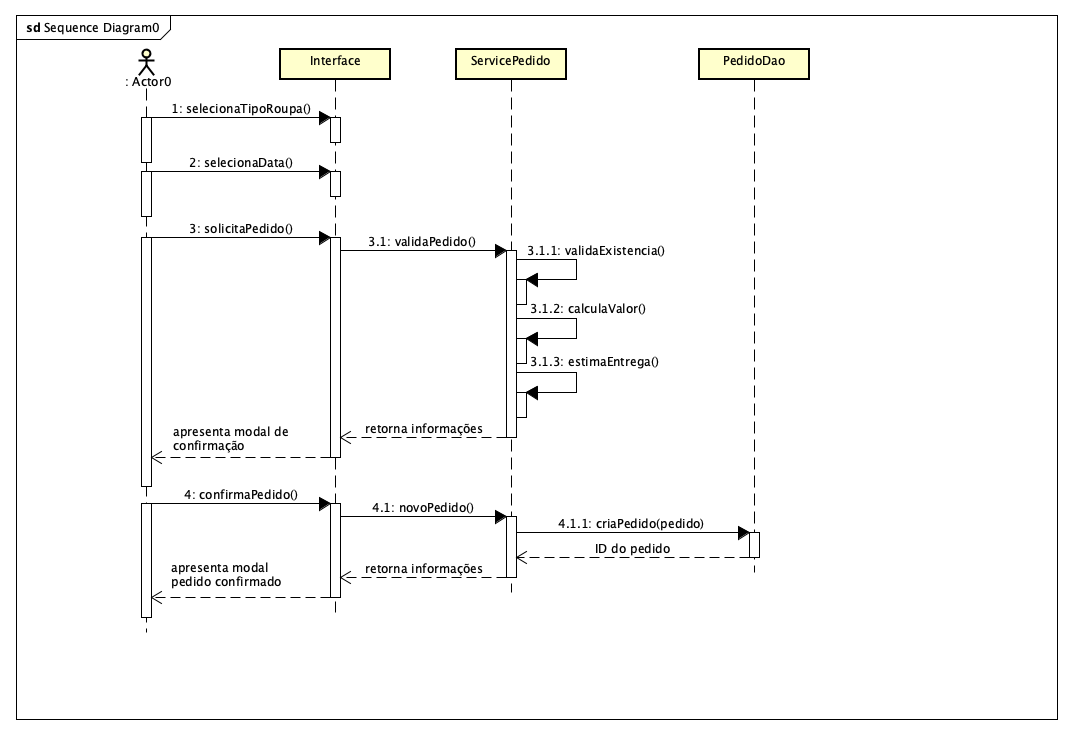 sd Sequence Diagram0
: Actor0
Interface
ServicePedido
PedidoDao
1: selecionaTipoRoupa()
2: selecionaData()
3: solicitaPedido()
3.1: validaPedido()
3.1.1: validaExistencia()
3.1.2: calculaValor()
3.1.3: estimaEntrega()
retorna informações
apresenta modal de
confirmação
4: confirmaPedido()
4.1: novoPedido()
4.1.1: criaPedido(pedido)
ID do pedido
retorna informações
apresenta modal
pedido confirmado